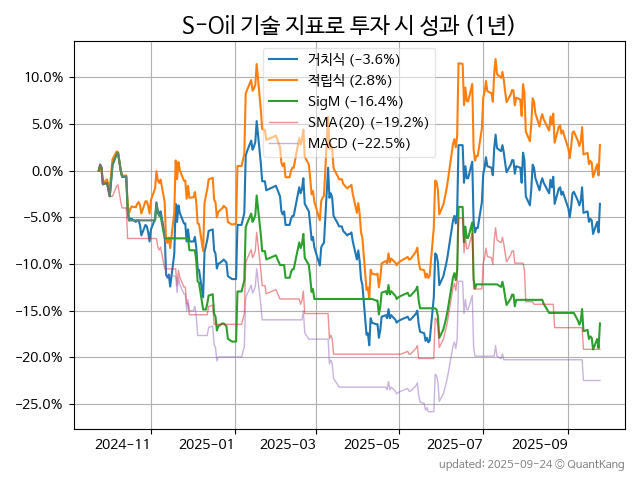 S-Oil 기술 지표로 투자 시 성과 (1년)
거치식 (-3.6%)
적립식 (2.8%)
SigM (-16.4%)
SMA(20) (-19.2%)
MACD (-22.5%)
10.0%
5.0%
0.0%
-5.0%
-10.0%
-15.0%
-20.0%
-25.0%
2024-11 2025-01 2025-03 2025-05 2025-07 2025-09
updated: 2025-09-24 © QuantKang